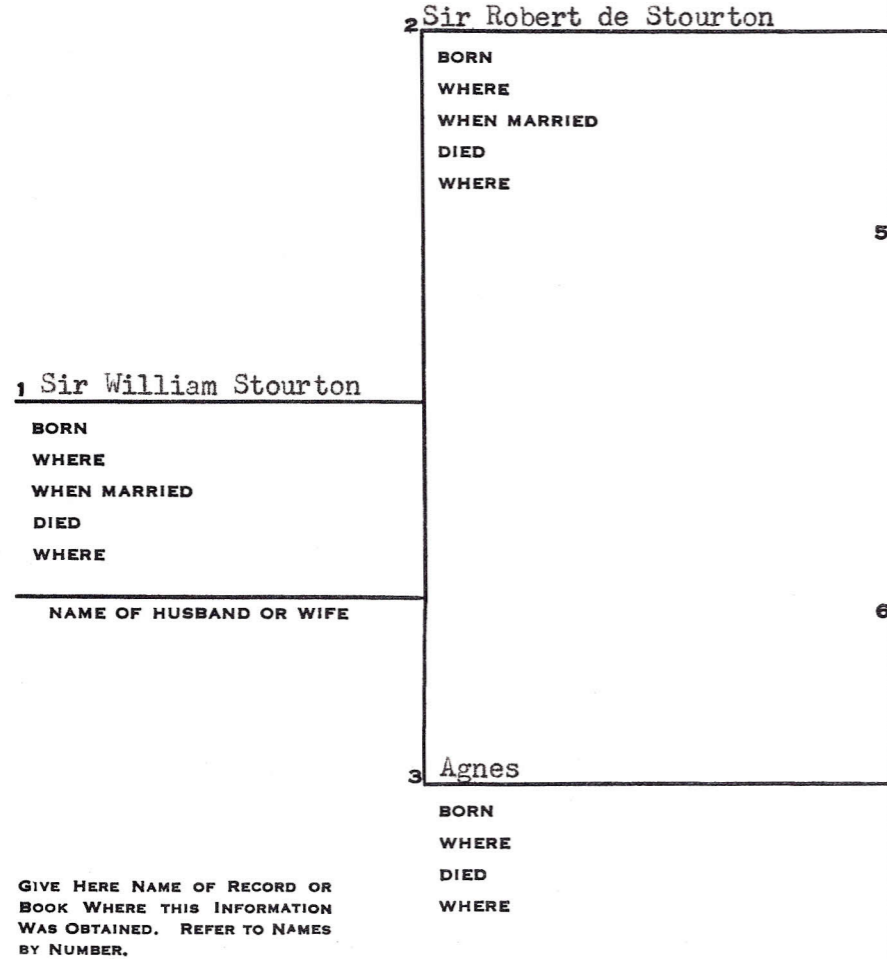 2 Sir Robert de Stourton
BORN
WHERE
WHEN MARRIED
DIED
WHERE
5
1 Sir William Stourton
BORN
WHERE
WHEN MARRIED
DIED
WHERE
NAME OF HUSBAND OR WIFE
6
3 Agnes
BORN
WHERE
DIED
WHERE
GIVE HERE NAME OF RECORD OR
BOOK WHERE THIS INFORMATION
WAS OBTAINED. REFER TO NAMES
BY NUMBER.